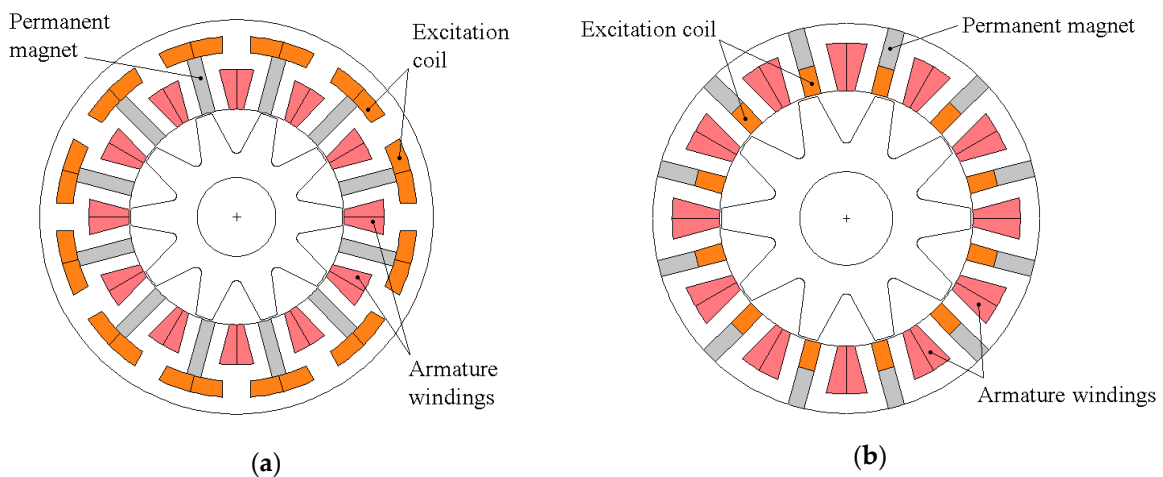 Permanent
magnet
Excitation
coil
Armature
windings
(a)
Excitation coil
Permanent magnet
Armature windings
(b)